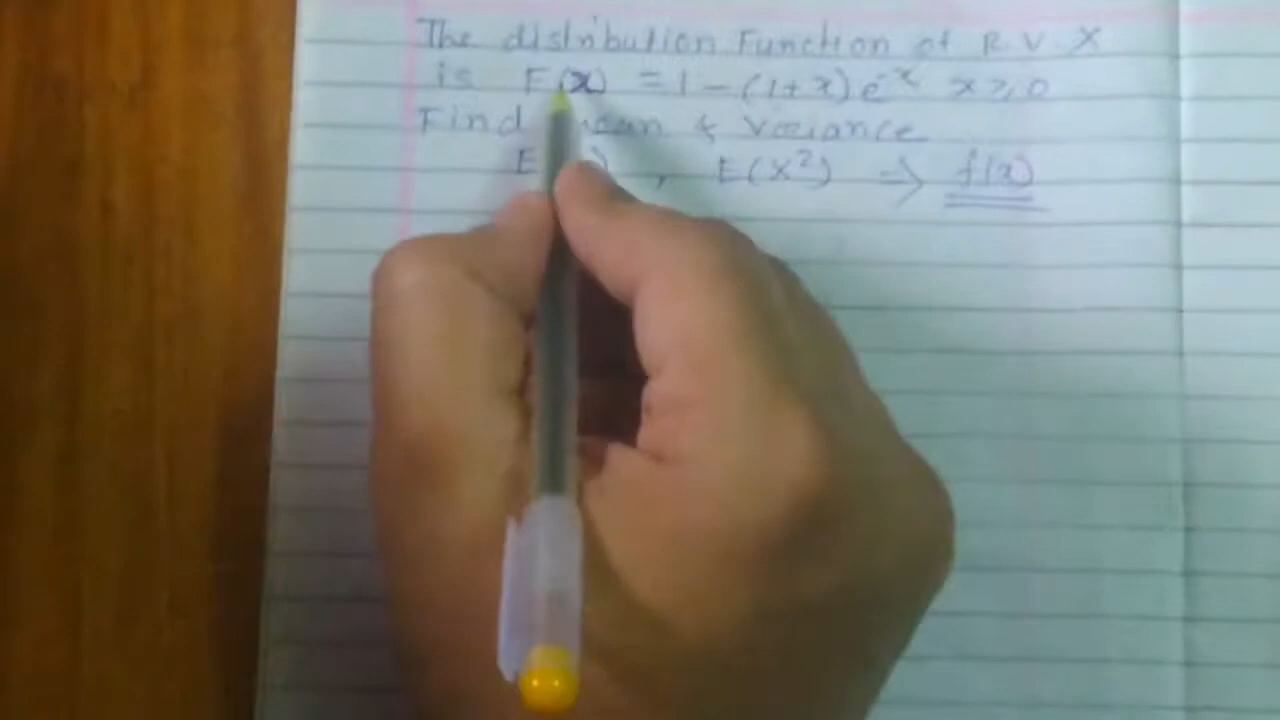 The distribution Function of R.V X
is F(x) = 1 - (1+x) e^-x x ≥ 0
Find & Variance
E , E(X²) ⇒ f(x)